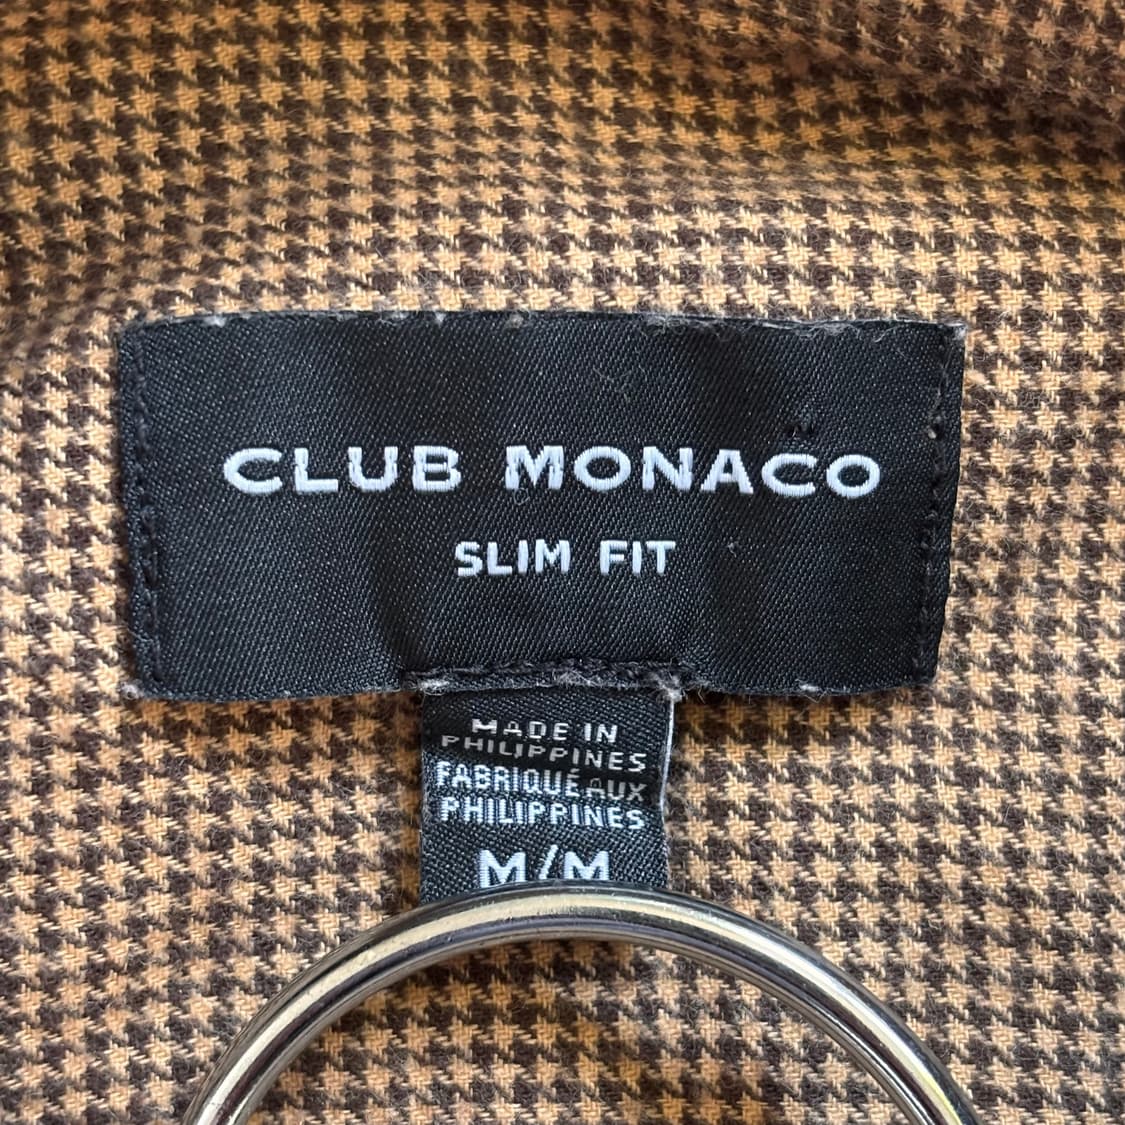 CLUB MONACO
SLIM FIT
MADE IN
PHILIPPINES
FABRIQUÉ AUX
PHILIPPINES
M/M